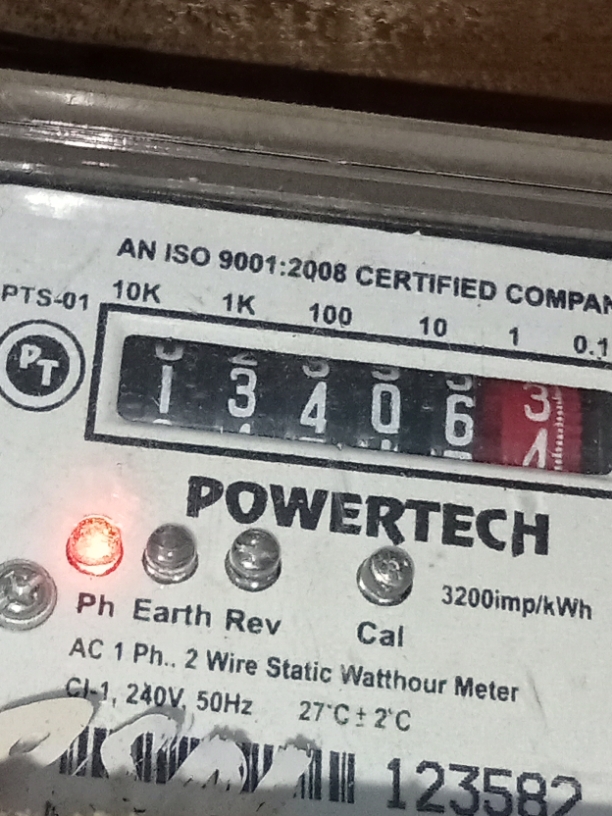 AN ISO 9001:2008 CERTIFIED COMPAN
PTS-01 10K 1K 100 10 1 0.1
PT
1 3 4 0 6 3
4
POWERTECH
3200imp/kWh
Ph Earth Rev Cal
AC 1 Ph.. 2 Wire Static Watthour Meter
Cl-1, 240V, 50Hz 27°C ± 2°C
123582